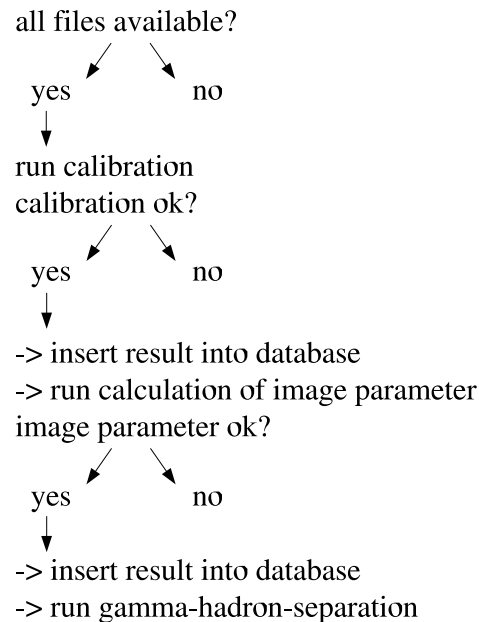 all files available?
yes no
run calibration
calibration ok?
yes no
-> insert result into database
-> run calculation of image parameter
image parameter ok?
yes no
-> insert result into database
-> run gamma-hadron-separation